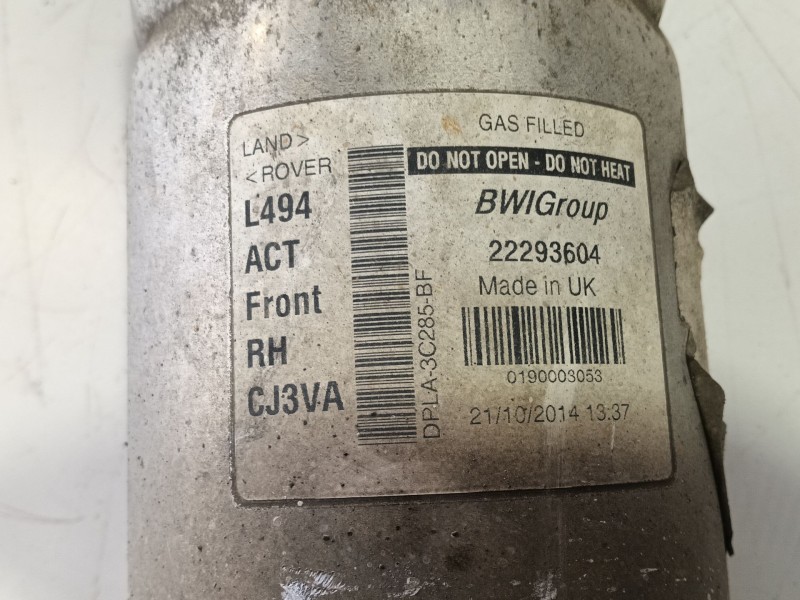 LAND>
<ROVER
L494
ACT
Front
RH
CJ3VA
DPLA-3C285-BF
GAS FILLED
DO NOT OPEN - DO NOT HEAT
BWIGroup
22293604
Made in UK
0190003053
21/10/2014 13:37